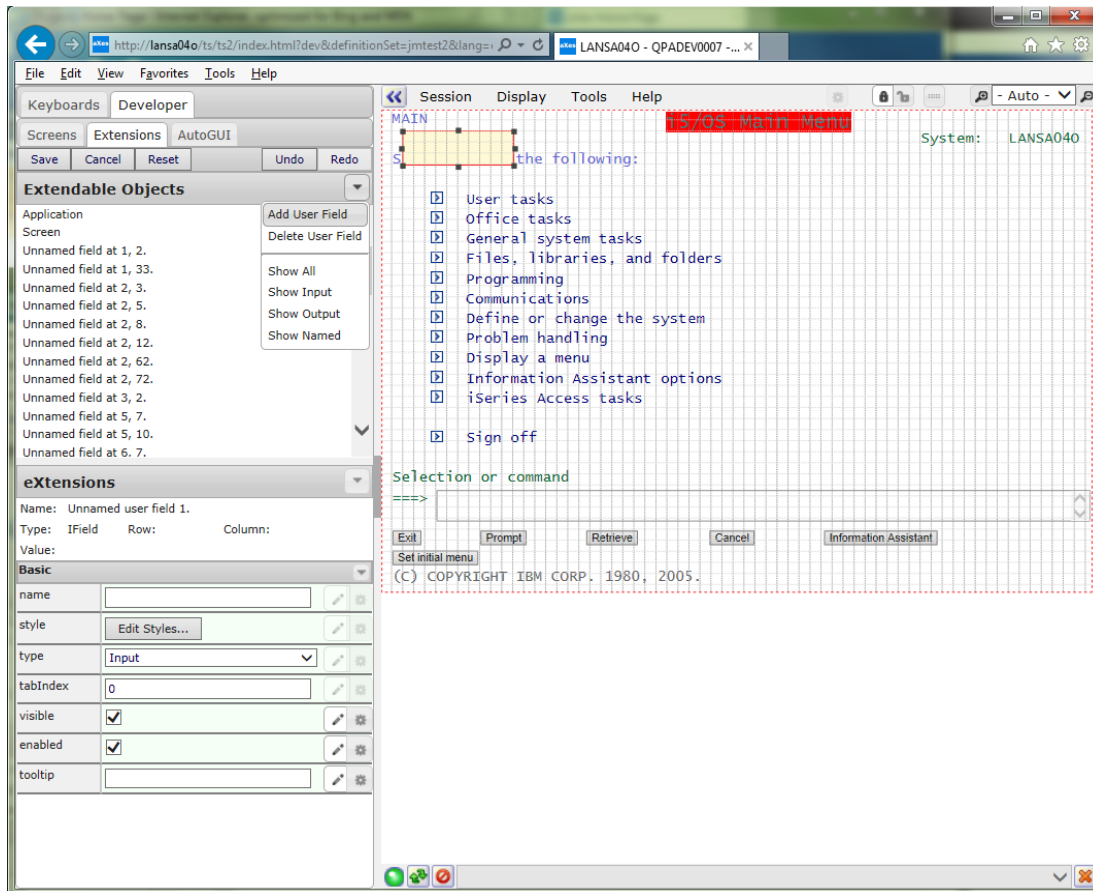 http://lansa04o/ts/ts2/index.html?dev&definitionSet=jmtest2&lang=
LANSA04O - QPADEV0007 -...
File Edit View Favorites Tools Help
Keyboards Developer
Screens Extensions AutoGUI
Save Cancel Reset Undo Redo
Extendable Objects
Application
Screen
Unnamed field at 1, 2.
Unnamed field at 1, 33.
Unnamed field at 2, 3.
Unnamed field at 2, 5.
Unnamed field at 2, 8.
Unnamed field at 2, 12.
Unnamed field at 2, 62.
Unnamed field at 2, 72.
Unnamed field at 3, 2.
Unnamed field at 5, 7.
Unnamed field at 5, 10.
Unnamed field at 6. 7.
Add User Field
Delete User Field
Show All
Show Input
Show Output
Show Named
eXtensions
Name: Unnamed user field 1.
Type: IField Row: Column:
Value:
Basic
name
style Edit Styles...
type Input
tabIndex 0
visible
enabled
tooltip
Session Display Tools Help
- Auto -
MAIN i5/OS Main Menu
System: LANSA04O
S the following:
User tasks
Office tasks
General system tasks
Files, libraries, and folders
Programming
Communications
Define or change the system
Problem handling
Display a menu
Information Assistant options
iSeries Access tasks
Sign off
Selection or command
===>
Exit Prompt Retrieve Cancel Information Assistant
Set initial menu
(C) COPYRIGHT IBM CORP. 1980, 2005.